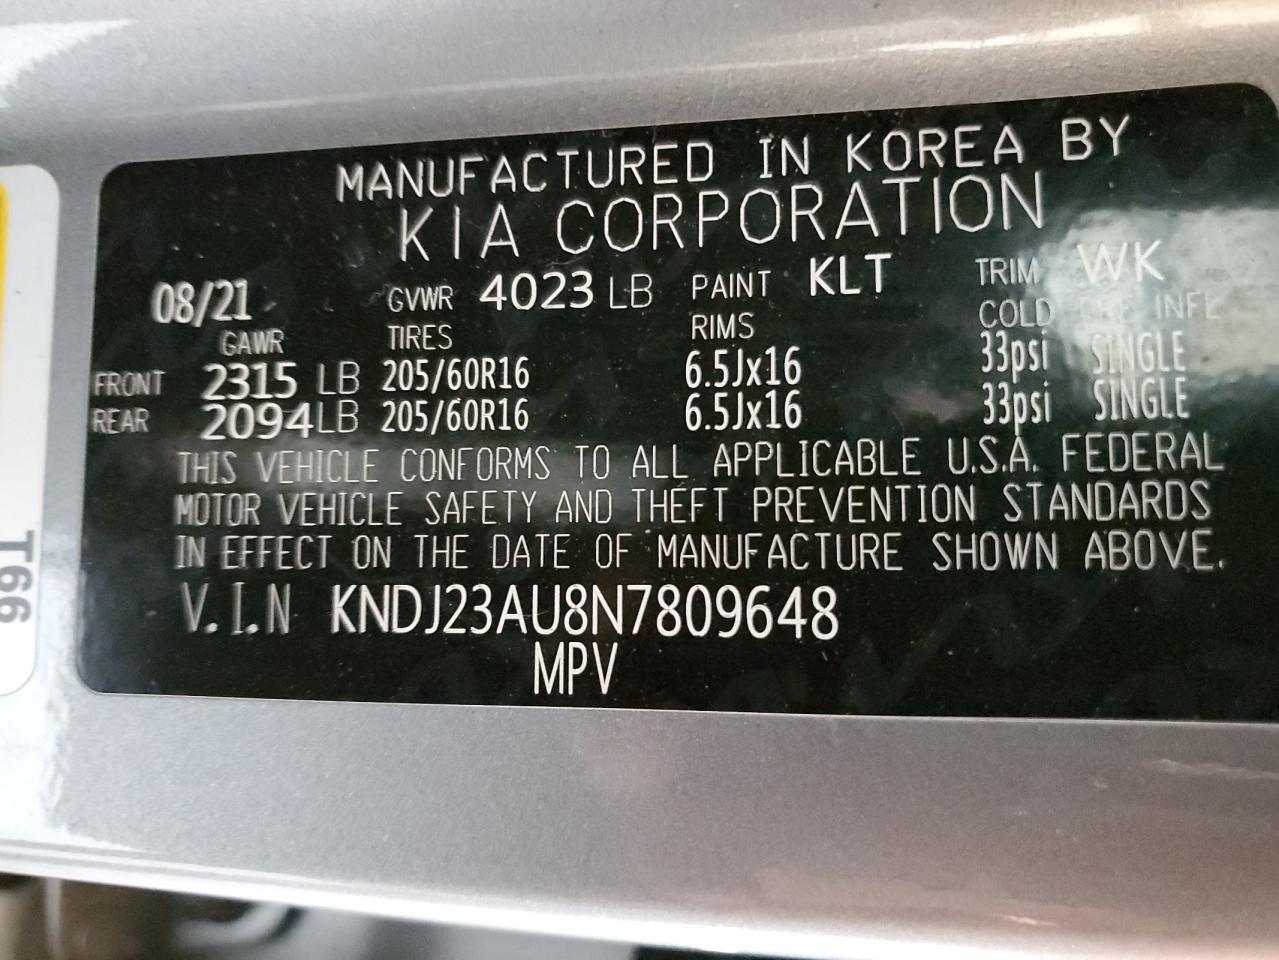 MANUFACTURED IN KOREA BY
KIA CORPORATION
08/21 GVWR 4023 LB PAINT KLT TRIM WK
GAWR TIRES RIMS COLD TIRE INFL
FRONT 2315 LB 205/60R16 6.5Jx16 33psi SINGLE
REAR 2094 LB 205/60R16 6.5Jx16 33psi SINGLE
THIS VEHICLE CONFORMS TO ALL APPLICABLE U.S.A. FEDERAL
MOTOR VEHICLE SAFETY AND THEFT PREVENTION STANDARDS
IN EFFECT ON THE DATE OF MANUFACTURE SHOWN ABOVE.
V.I.N KNDJ23AU8N7809648
MPV
T66